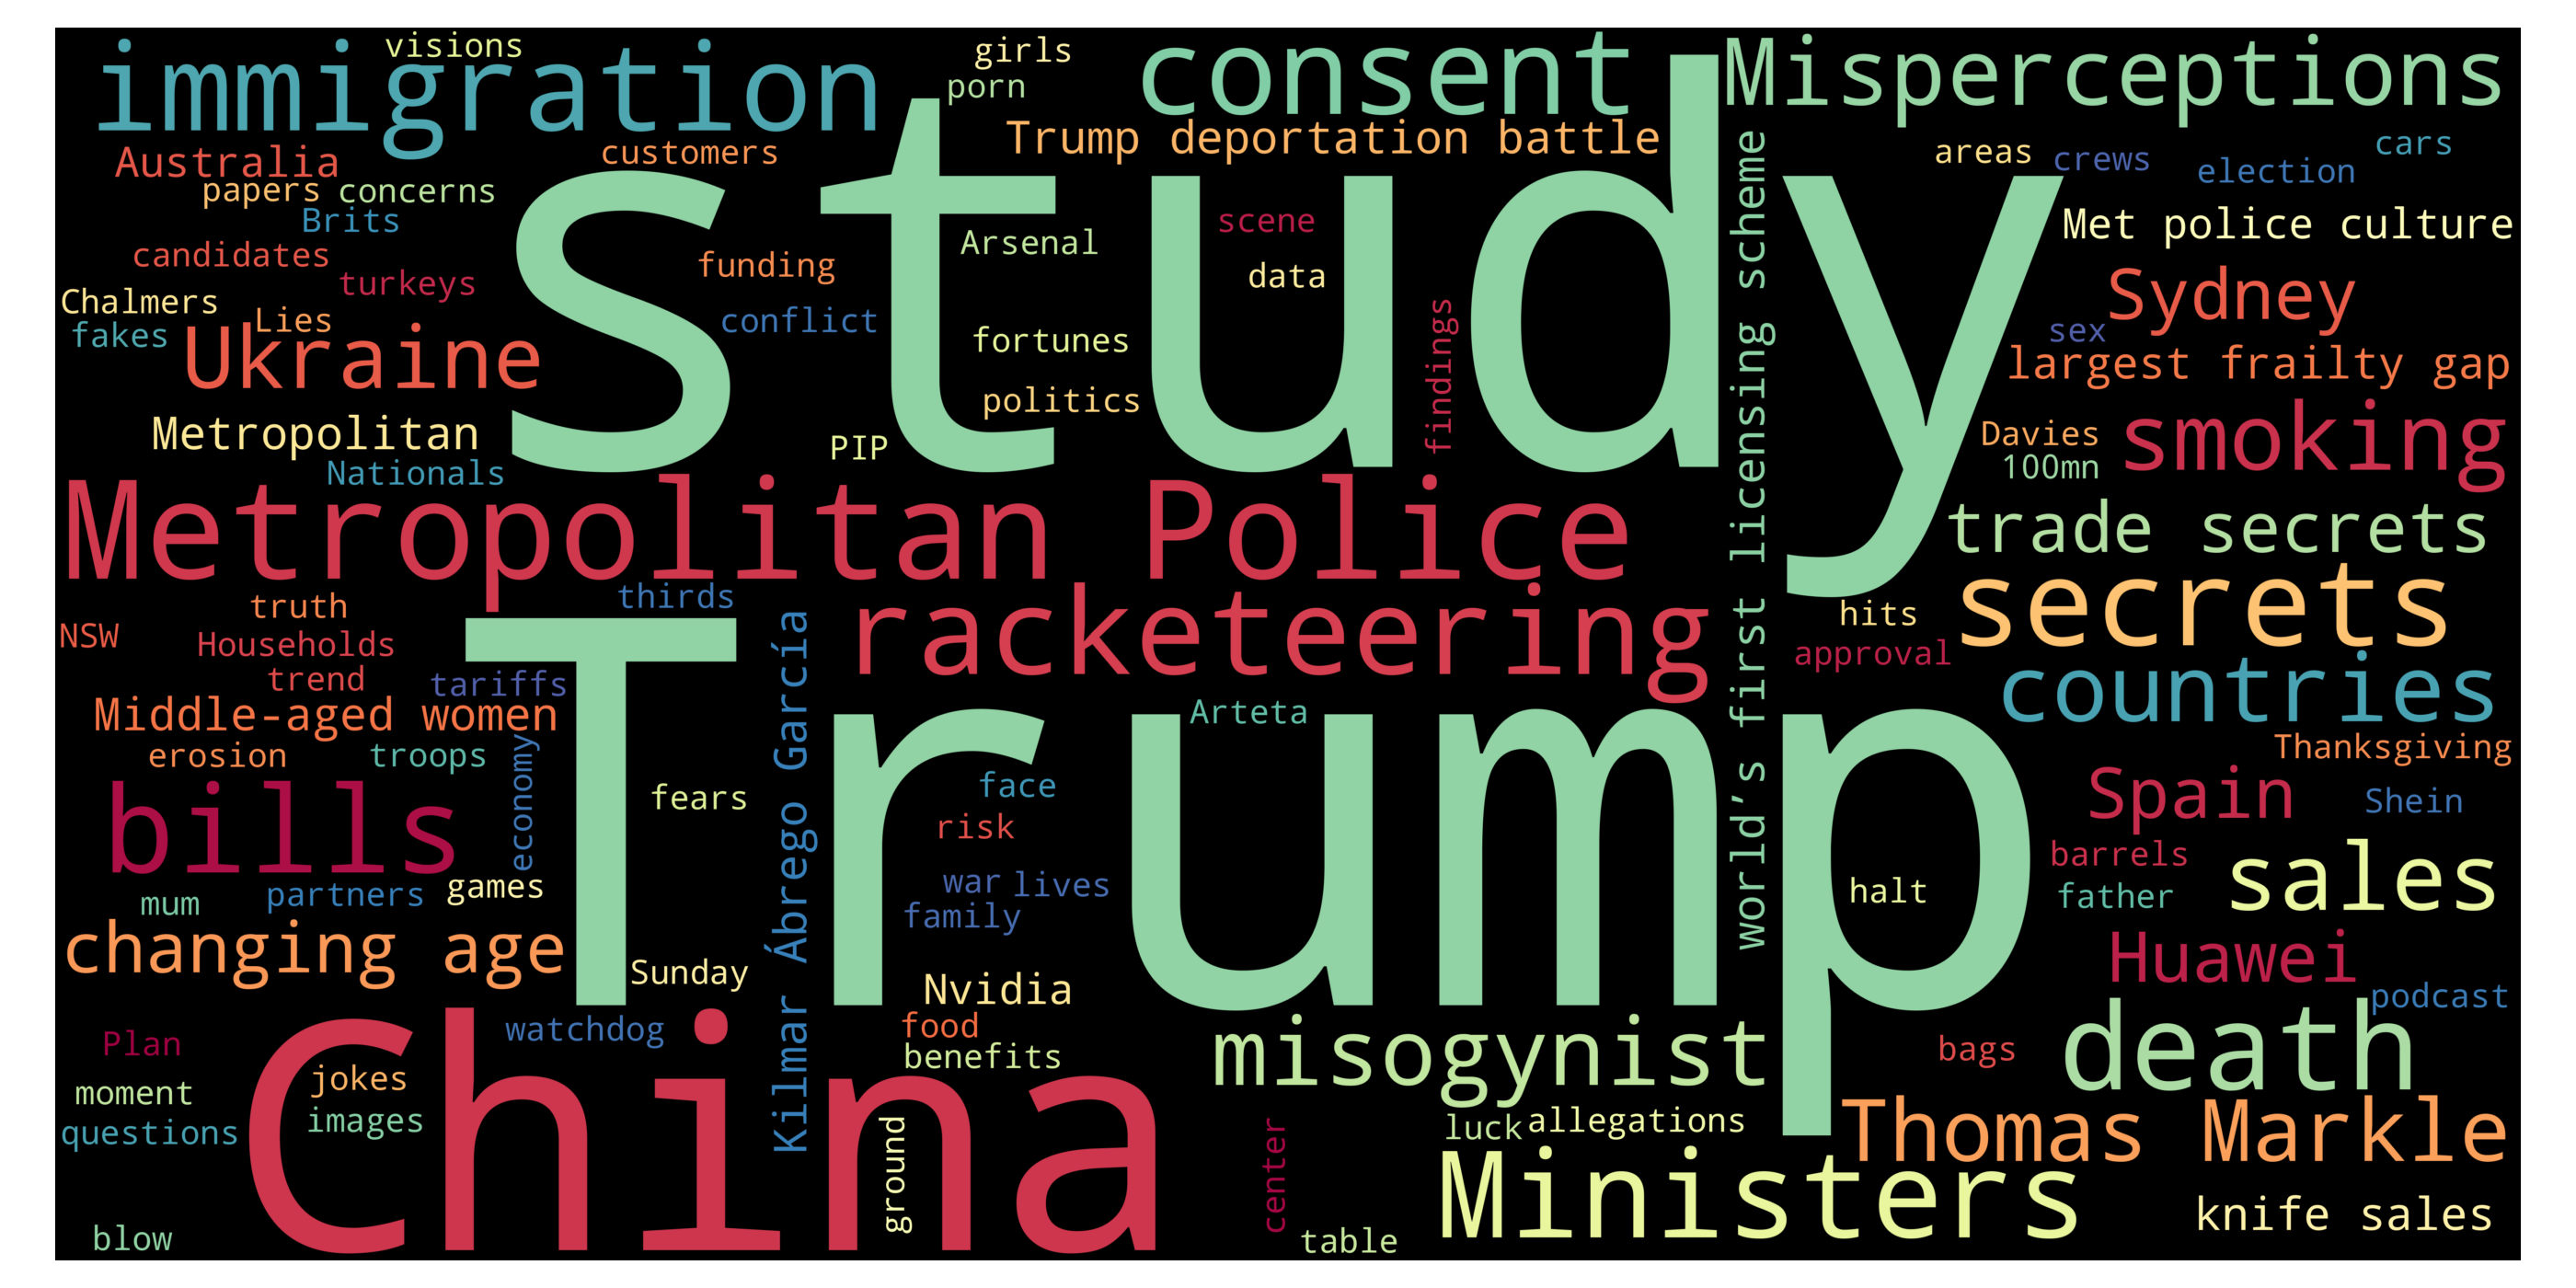 visions
immigration
girls
porn
consent
Misperceptions
Trump deportation battle
Australia
customers
papers
concerns
Brits
areas
crews
cars
election
study
scene
Arsenal
Met police culture
candidates
turkeys
funding
data
Sydney
Chalmers
Lies
fakes
conflict
sex
Ukraine
fortunes
findings
world’s first licensing scheme
largest frailty gap
politics
Metropolitan
PIP
Davies
100mn
smoking
Nationals
Metropolitan Police
trade secrets
truth
thirds
racketeering
hits
secrets
NSW
Households
approval
trend
tariffs
Kilmar Ábrego García
Trump
countries
Middle-aged women
Arteta
erosion
troops
economy
Thanksgiving
bills
fears
face
risk
Spain
Shein
barrels
sales
mum
partners
games
war
lives
family
halt
father
changing age
Sunday
Nvidia
Huawei
podcast
Plan
watchdog
food
benefits
misogynist
bags
death
China
moment
jokes
images
questions
ground
center
luck
allegations
Thomas Markle
Ministers
blow
table
knife sales